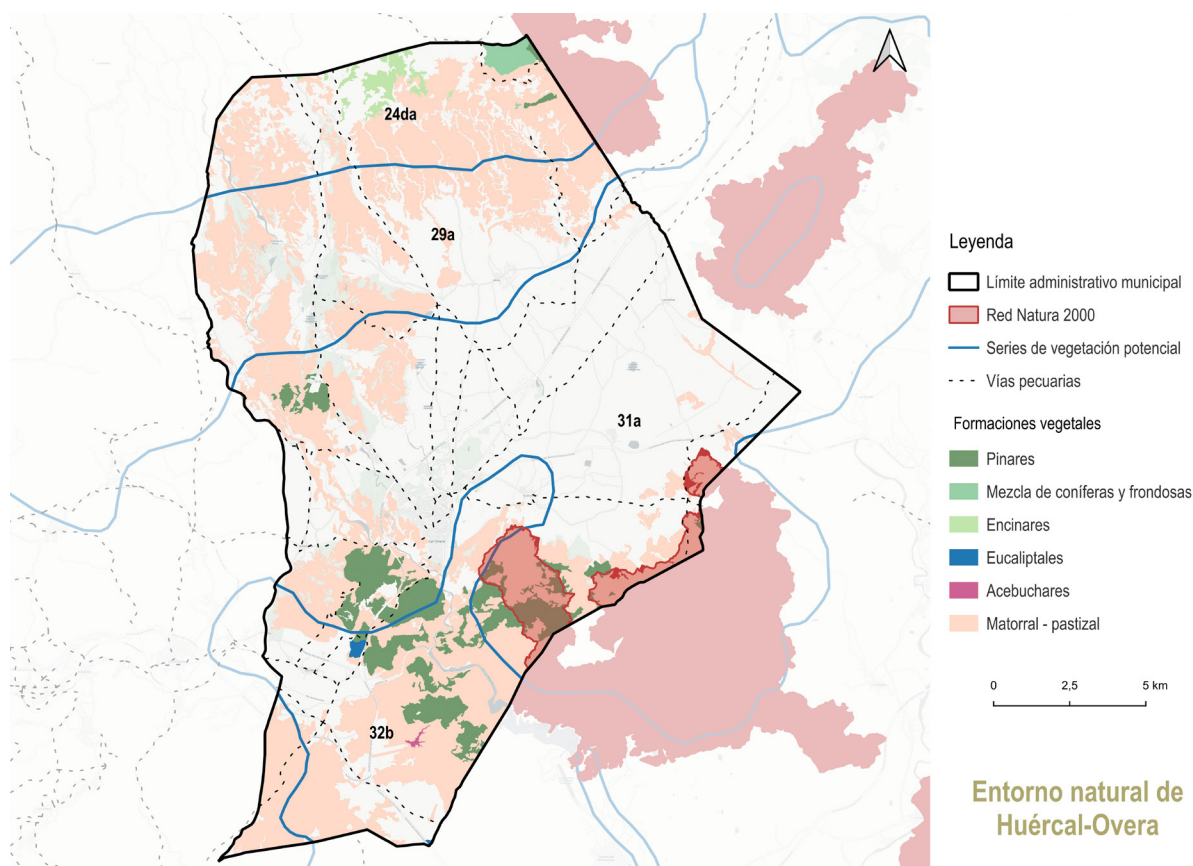 24da
29a
31a
32b
Leyenda
Límite administrativo municipal
Red Natura 2000
Series de vegetación potencial
Vías pecuarias
Formaciones vegetales
Pinares
Mezcla de coníferas y frondosas
Encinares
Eucaliptales
Acebuchares
Matorral - pastizal
0 2,5 5 km
Entorno natural de
Huércal-Overa